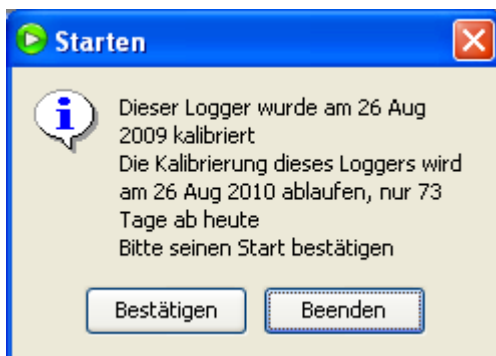 Starten
Dieser Logger wurde am 26 Aug
2009 kalibriert
Die Kalibrierung dieses Loggers wird
am 26 Aug 2010 ablaufen, nur 73
Tage ab heute
Bitte seinen Start bestätigen
Bestätigen
Beenden